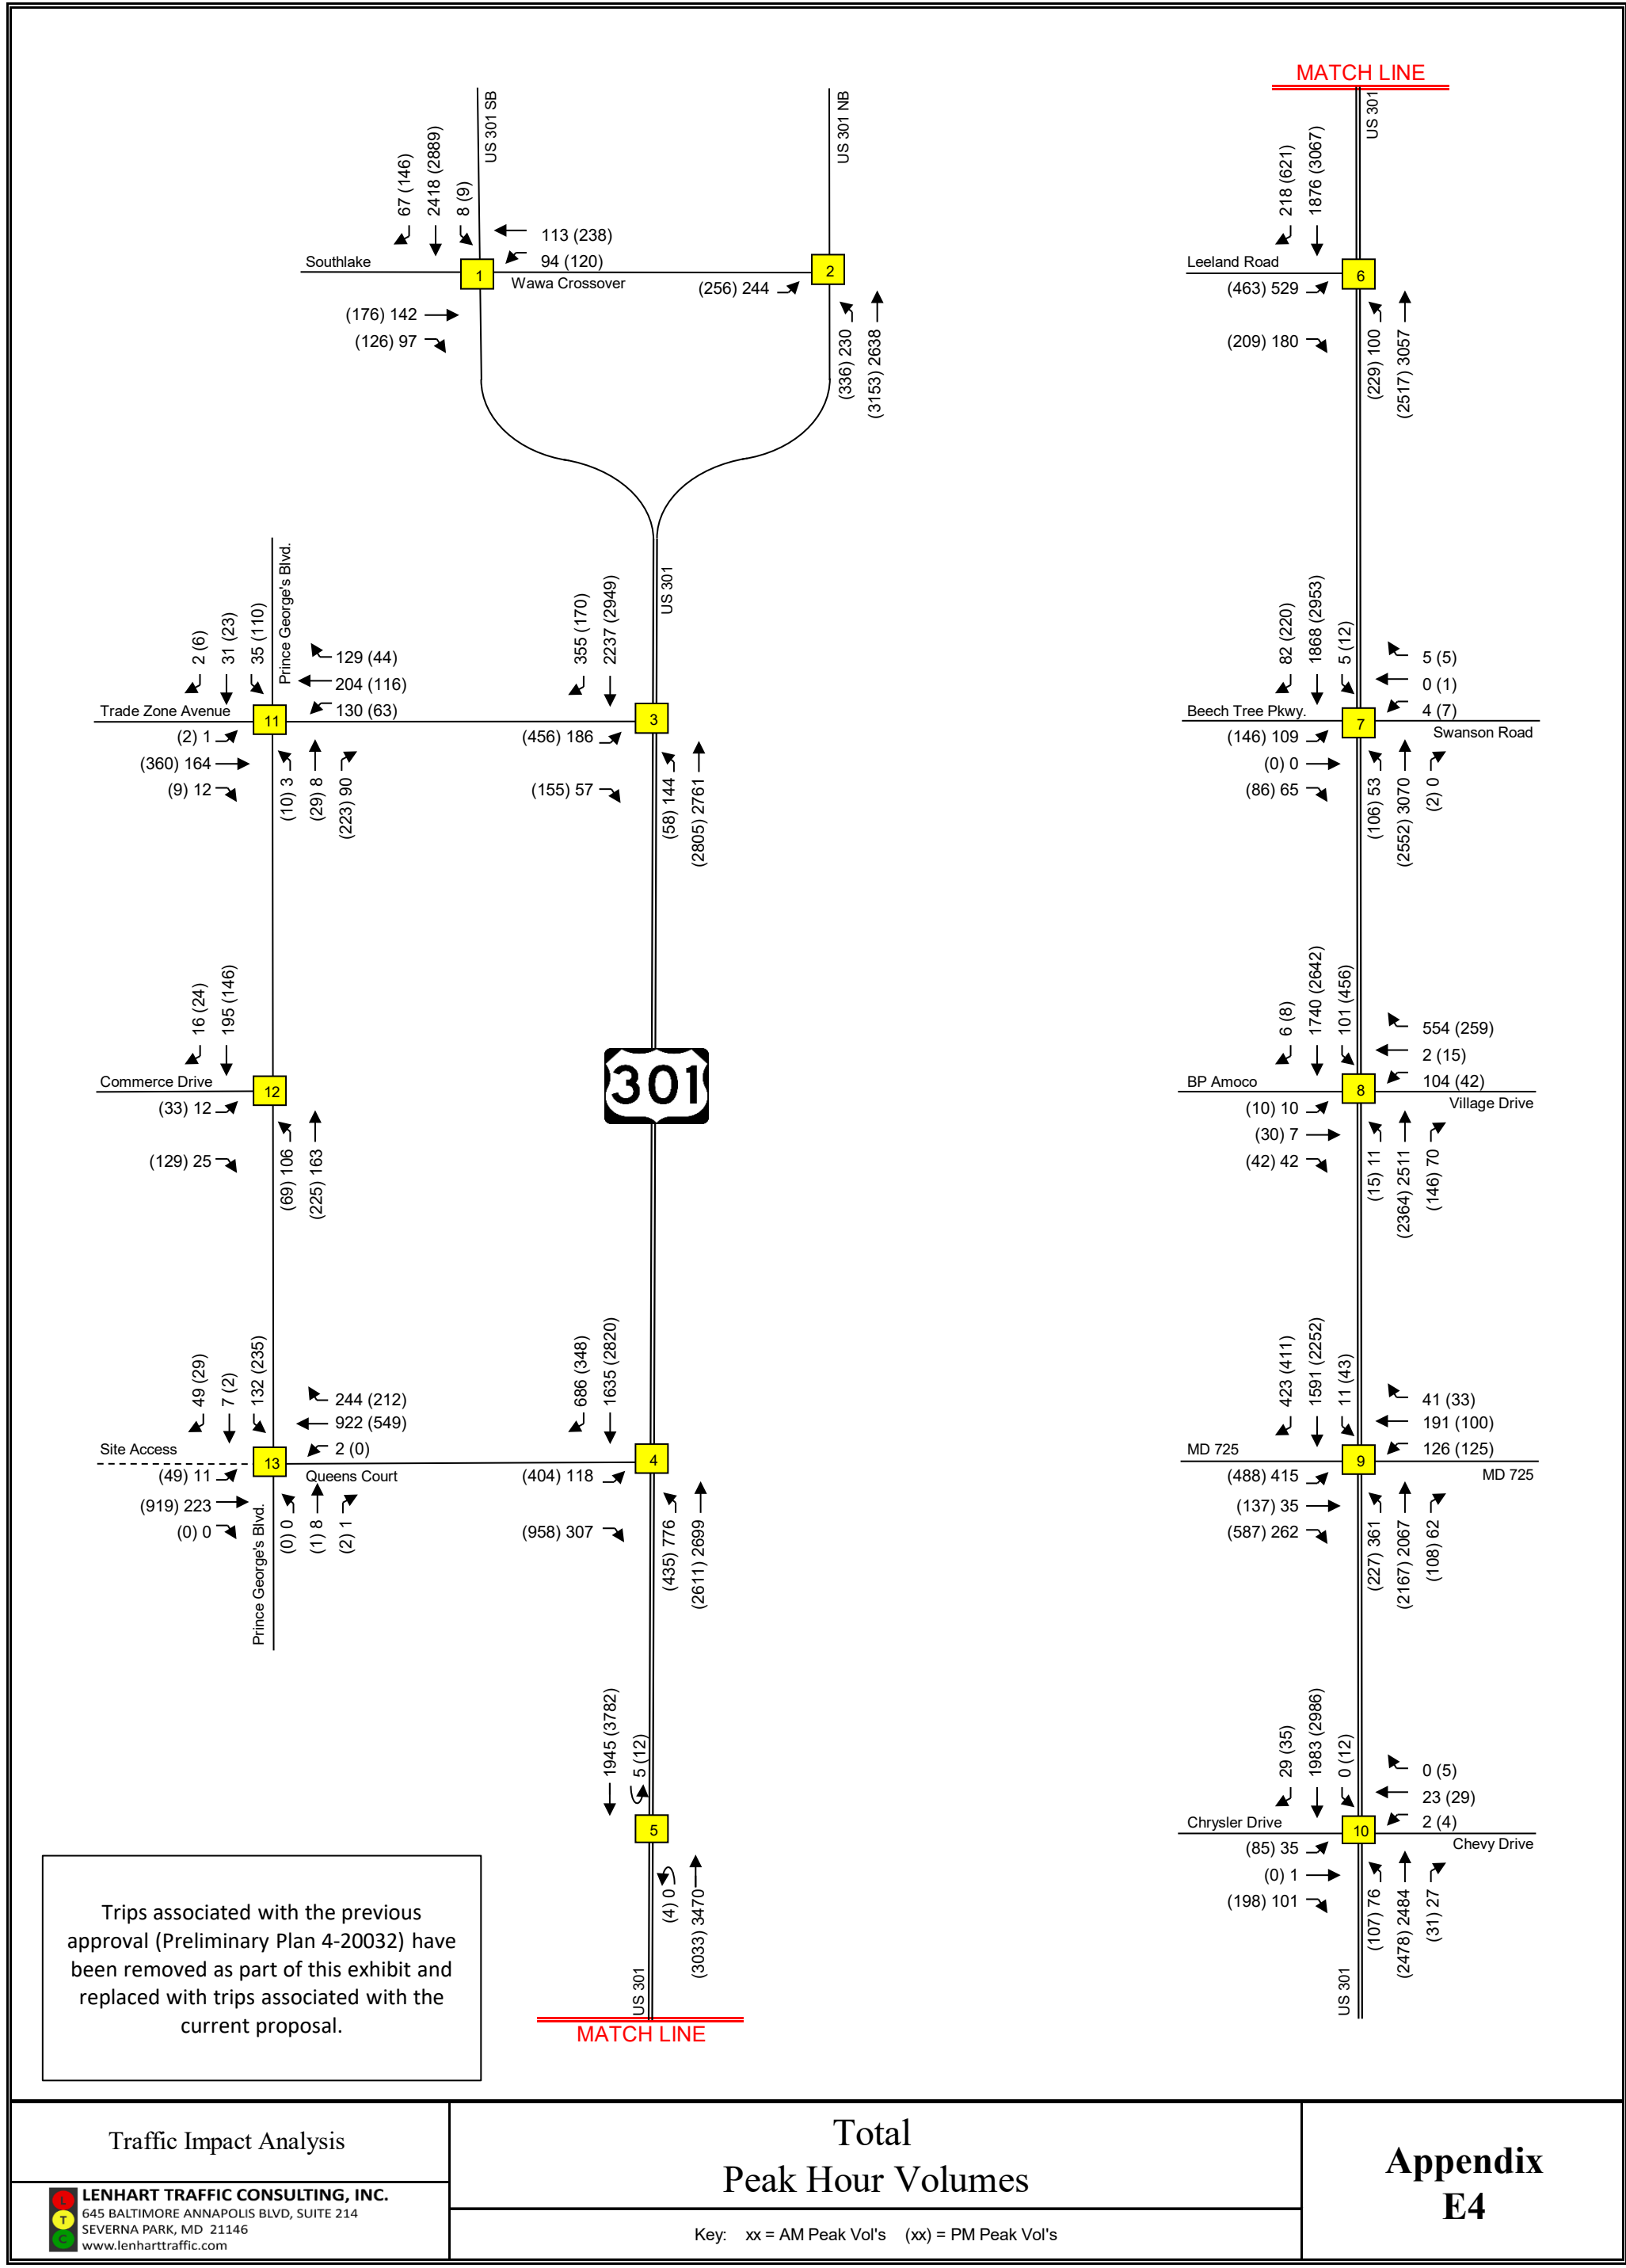 MATCH LINE
US 301 SB
US 301 NB
US 301
67 (146)
2418 (2889)
8 (9)
113 (238)
94 (120)
Southlake
1
Wawa Crossover
2
(256) 244
(176) 142
(126) 97
(336) 230
(3153) 2638
218 (621)
1876 (3067)
Leeland Road
6
(463) 529
(209) 180
(229) 100
(2517) 3057
Prince George's Blvd.
2 (6)
31 (23)
35 (110)
129 (44)
204 (116)
130 (63)
Trade Zone Avenue
11
(2) 1
(360) 164
(9) 12
(10) 3
(29) 8
(223) 90
US 301
355 (170)
2237 (2949)
3
(456) 186
(155) 57
(58) 144
(2805) 2761
82 (220)
1868 (2953)
5 (12)
5 (5)
0 (1)
4 (7)
Beech Tree Pkwy.
7
Swanson Road
(146) 109
(0) 0
(86) 65
(106) 53
(2552) 3070
(2) 0
16 (24)
195 (146)
Commerce Drive
12
(33) 12
(129) 25
(69) 106
(225) 163
301
6 (8)
1740 (2642)
101 (456)
554 (259)
2 (15)
104 (42)
BP Amoco
8
Village Drive
(10) 10
(30) 7
(42) 42
(15) 11
(2364) 2511
(146) 70
49 (29)
7 (2)
132 (235)
244 (212)
922 (549)
2 (0)
Site Access
13
Queens Court
(49) 11
(919) 223
(0) 0
Prince George's Blvd.
(0) 0
(1) 8
(2) 1
686 (348)
1635 (2820)
4
(404) 118
(958) 307
(435) 776
(2611) 2699
423 (411)
1591 (2252)
11 (43)
41 (33)
191 (100)
126 (125)
MD 725
9
MD 725
(488) 415
(137) 35
(587) 262
(227) 361
(2167) 2067
(108) 62
1945 (3782)
5 (12)
5
(4) 0
(3033) 3470
US 301
MATCH LINE
29 (35)
1983 (2986)
0 (12)
0 (5)
23 (29)
2 (4)
Chrysler Drive
10
Chevy Drive
(85) 35
(0) 1
(198) 101
(107) 76
(2478) 2484
(31) 27
US 301
Trips associated with the previous
approval (Preliminary Plan 4-20032) have
been removed as part of this exhibit and
replaced with trips associated with the
current proposal.
Traffic Impact Analysis
L
T
C
LENHART TRAFFIC CONSULTING, INC.
645 BALTIMORE ANNAPOLIS BLVD, SUITE 214
SEVERNA PARK, MD 21146
www.lenharttraffic.com
Total
Peak Hour Volumes
Key: xx = AM Peak Vol's (xx) = PM Peak Vol's
Appendix
E4